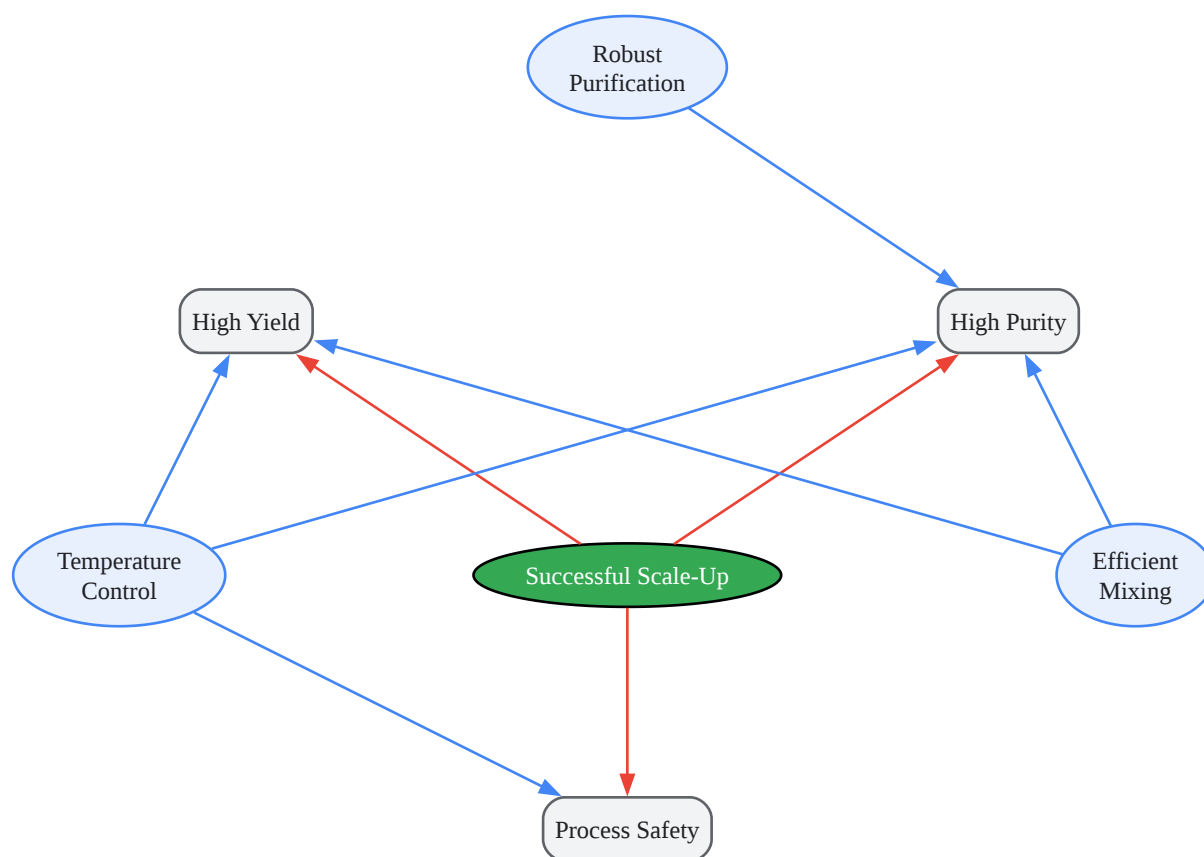 Robust
Purification
High Yield
High Purity
Temperature
Control
Successful Scale-Up
Efficient
Mixing
Process Safety